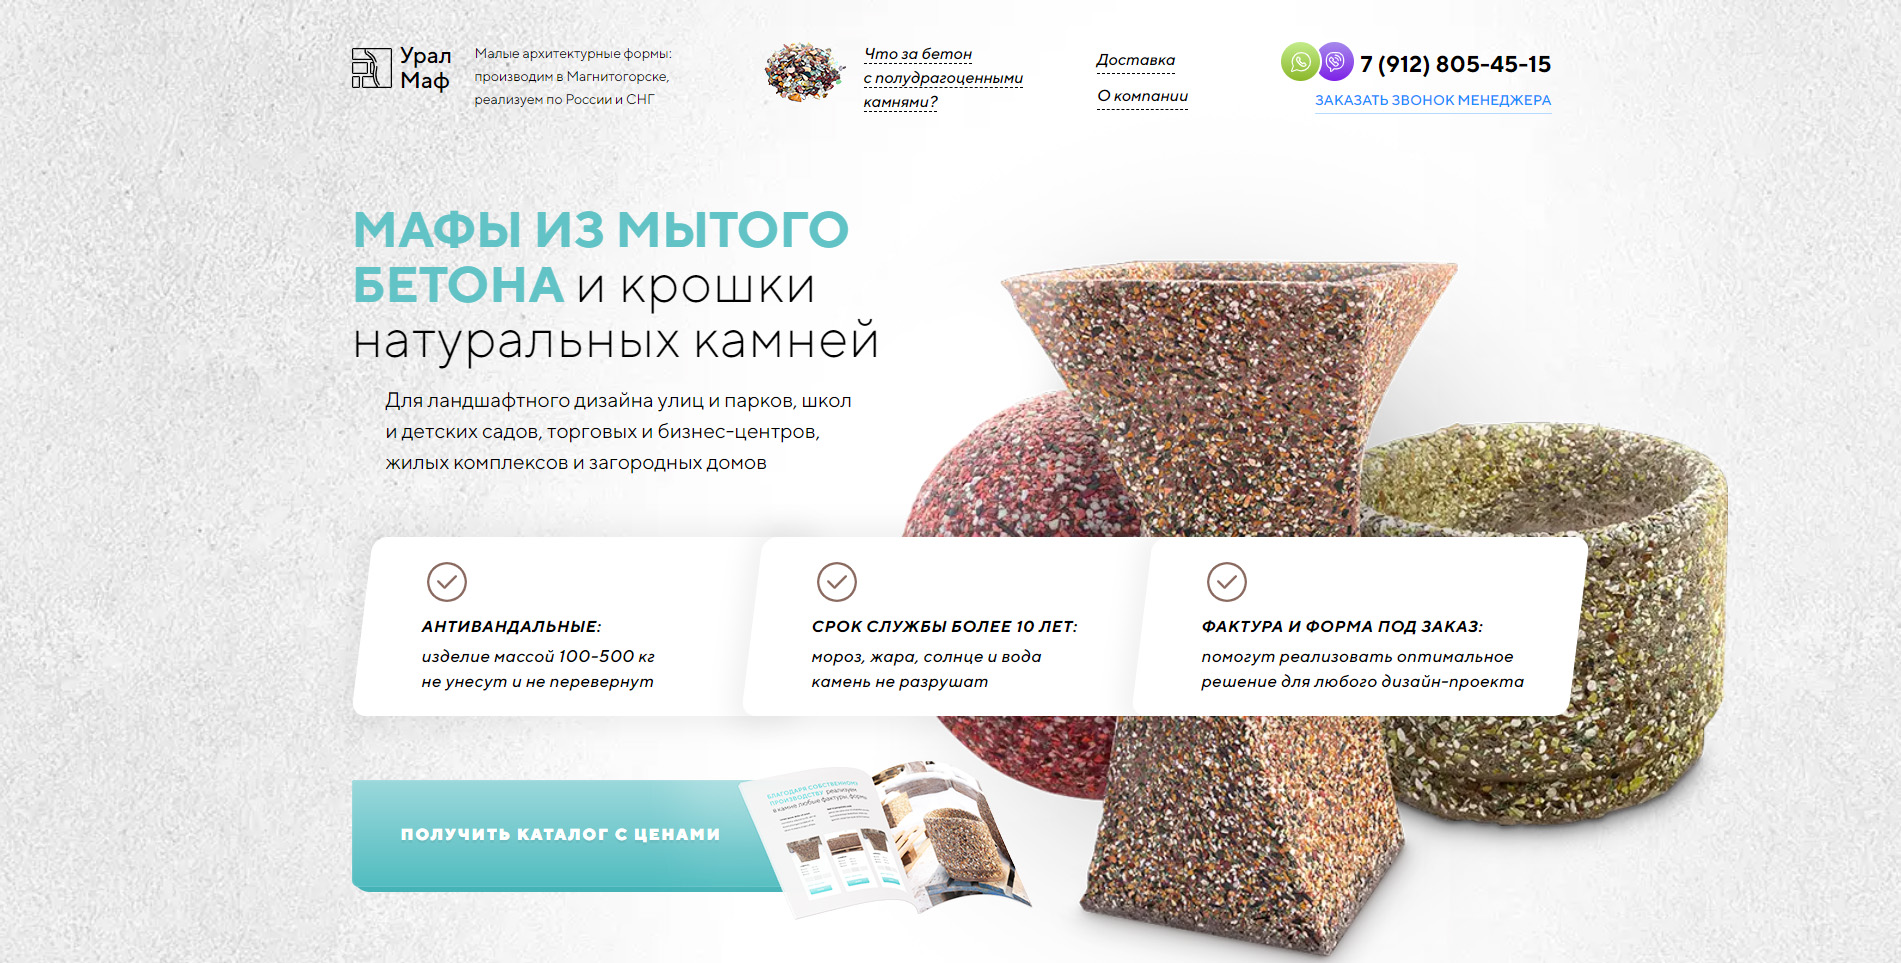 Урал
Маф
Малые архитектурные формы:
производим в Магнитогорске,
реализуем по России и СНГ
Что за бетон
с полудрагоценными
камнями?
Доставка
О компании
7 (912) 805-45-15
ЗАКАЗАТЬ ЗВОНОК МЕНЕДЖЕРА
МАФЫ ИЗ МЫТОГО
БЕТОНА и крошки
натуральных камней
Для ландшафтного дизайна улиц и парков, школ
и детских садов, торговых и бизнес-центров,
жилых комплексов и загородных домов
АНТИВАНДАЛЬНЫЕ:
изделие массой 100-500 кг
не унесут и не перевернут
СРОК СЛУЖБЫ БОЛЕЕ 10 ЛЕТ:
мороз, жара, солнце и вода
камень не разрушат
ФАКТУРА И ФОРМА ПОД ЗАКАЗ:
помогут реализовать оптимальное
решение для любого дизайн-проекта
ПОЛУЧИТЬ КАТАЛОГ С ЦЕНАМИ
БЛАГОДАРЯ СОБСТВЕННОМУ
ПРОИЗВОДСТВУ реализуем
в камне любые фактуры, формы